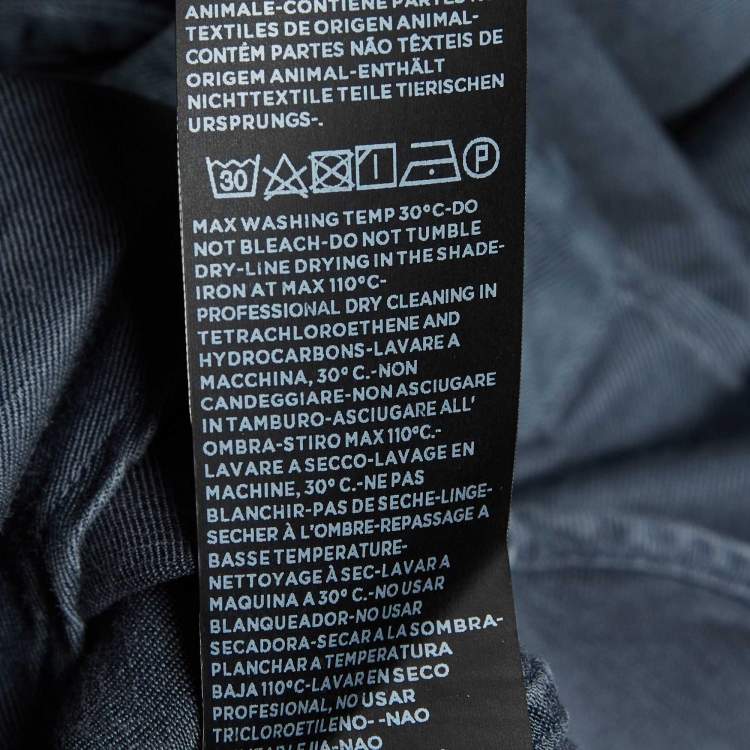 ANIMALE-CONTIENE PARTES N
TEXTILES DE ORIGEN ANIMAL-
CONTÉM PARTES NÃO TÊXTEIS DE
ORIGEM ANIMAL-ENTHÄLT
NICHTTEXTILE TEILE TIERISCHEN
URSPRUNGS-.
30 P
MAX WASHING TEMP 30°C-DO
NOT BLEACH-DO NOT TUMBLE
DRY-LINE DRYING IN THE SHADE-
IRON AT MAX 110°C-
PROFESSIONAL DRY CLEANING IN
TETRACHLOROETHENE AND
HYDROCARBONS-LAVARE A
MACCHINA, 30° C.-NON
CANDEGGIARE-NON ASCIUGARE
IN TAMBURO-ASCIUGARE ALL'
OMBRA-STIRO MAX 110°C.-
LAVARE A SECCO-LAVAGE EN
MACHINE, 30° C.-NE PAS
BLANCHIR-PAS DE SECHE-LINGE-
SECHER À L'OMBRE-REPASSAGE A
BASSE TEMPERATURE-
NETTOYAGE À SEC-LAVAR A
MAQUINA A 30° C.-NO USAR
BLANQUEADOR-NO USAR
SECADORA-SECAR A LA SOMBRA-
PLANCHAR A TEMPERATURA
BAJA 110°C-LAVAR EN SECO
PROFESIONAL, NO USAR
TRICLOROETILENO- -NAO